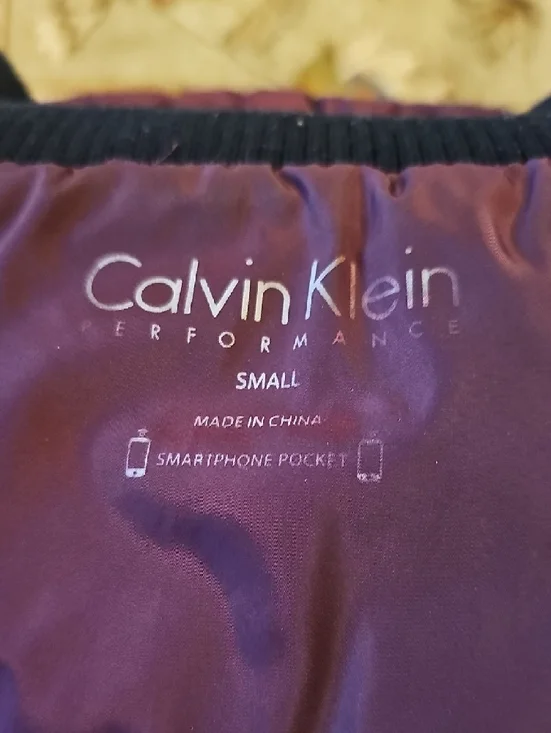 Calvin Klein
PERFORMANCE
SMALL
MADE IN CHINA
SMARTPHONE POCKET